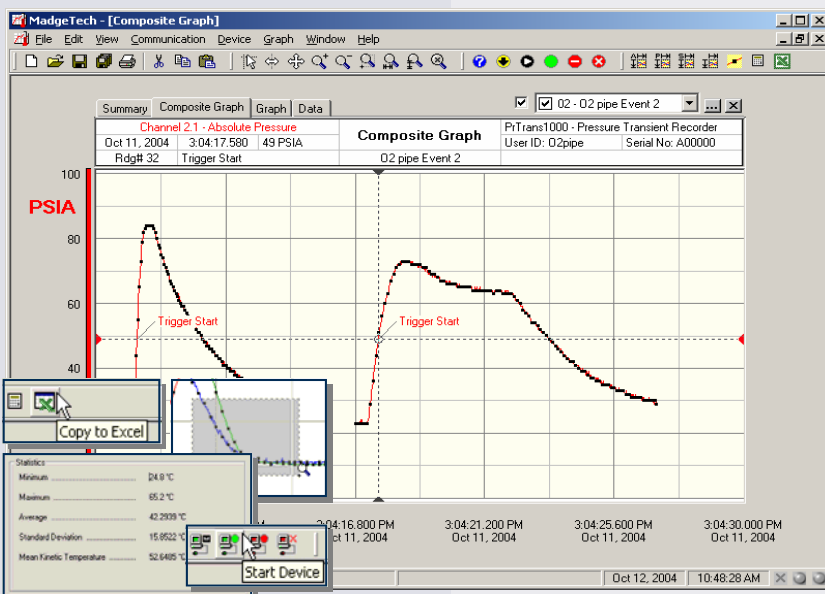 MadgeTech - [Composite Graph]
File Edit View Communication Device Graph Window Help
Summary Composite Graph Graph Data
02 - O2 pipe Event 2
Channel 2.1 - Absolute Pressure
Oct 11, 2004 3:04:17.580 49 PSIA
Rdg# 32 Trigger Start
Composite Graph
O2 pipe Event 2
PrTrans1000 - Pressure Transient Recorder
User ID: O2pipe Serial No: A00000
100
PSIA
80
60
Trigger Start
Trigger Start
40
Copy to Excel
Statistics
Minimum 24.8 °C
Maximum 65.2 °C
Average 42.2939 °C
Standard Deviation 15.8522 °C
Mean Kinetic Temperature 52.6485 °C
Start Device
3:04:16.800 PM 3:04:21.200 PM 3:04:25.600 PM 3:04:30.000 PM
Oct 11, 2004 Oct 11, 2004 Oct 11, 2004
Oct 12, 2004 10:48:28 AM